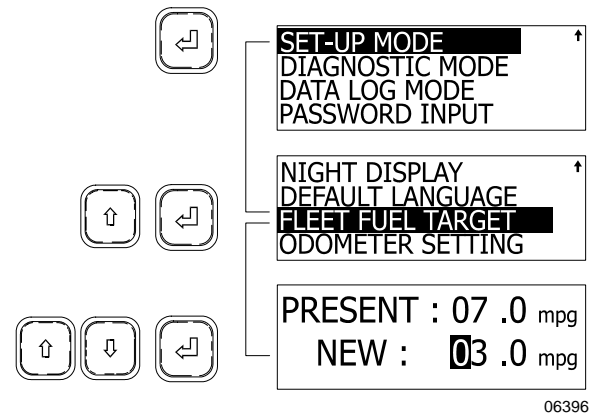 SET-UP MODE
DIAGNOSTIC MODE
DATA LOG MODE
PASSWORD INPUT
NIGHT DISPLAY
DEFAULT LANGUAGE
FLEET FUEL TARGET
ODOMETER SETTING
PRESENT : 07 .0 mpg
NEW : 03 .0 mpg
06396